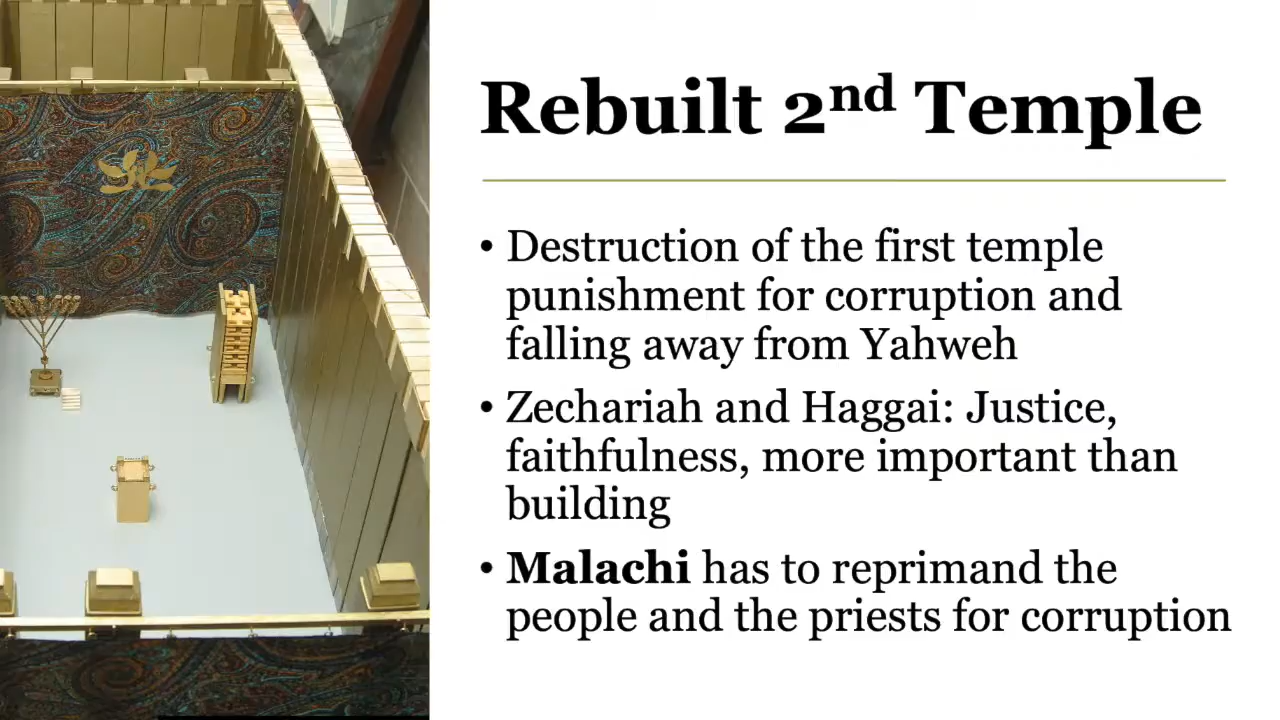 Rebuilt 2nd Temple
• Destruction of the first temple
punishment for corruption and
falling away from Yahweh
• Zechariah and Haggai: Justice,
faithfulness, more important than
building
• Malachi has to reprimand the
people and the priests for corruption